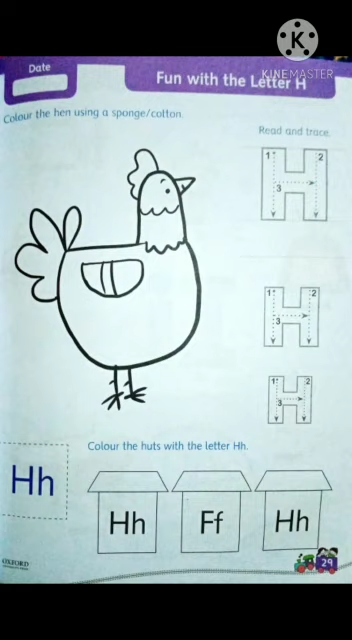 K
KINEMASTER
Date
Fun with the Letter H
Colour the hen using a sponge/cotton.
Read and trace.
1 2
H
3
1 2
H
3
1 2
H
3
Colour the huts with the letter Hh.
Hh
Hh Ff Hh
OXFORD
29